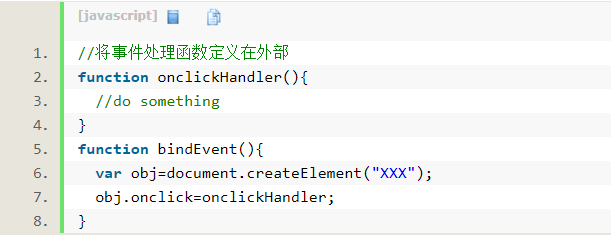 [javascript]
1. //将事件处理函数定义在外部
2. function onclickHandler(){
3. //do something
4. }
5. function bindEvent(){
6. var obj=document.createElement("XXX");
7. obj.onclick=onclickHandler;
8. }